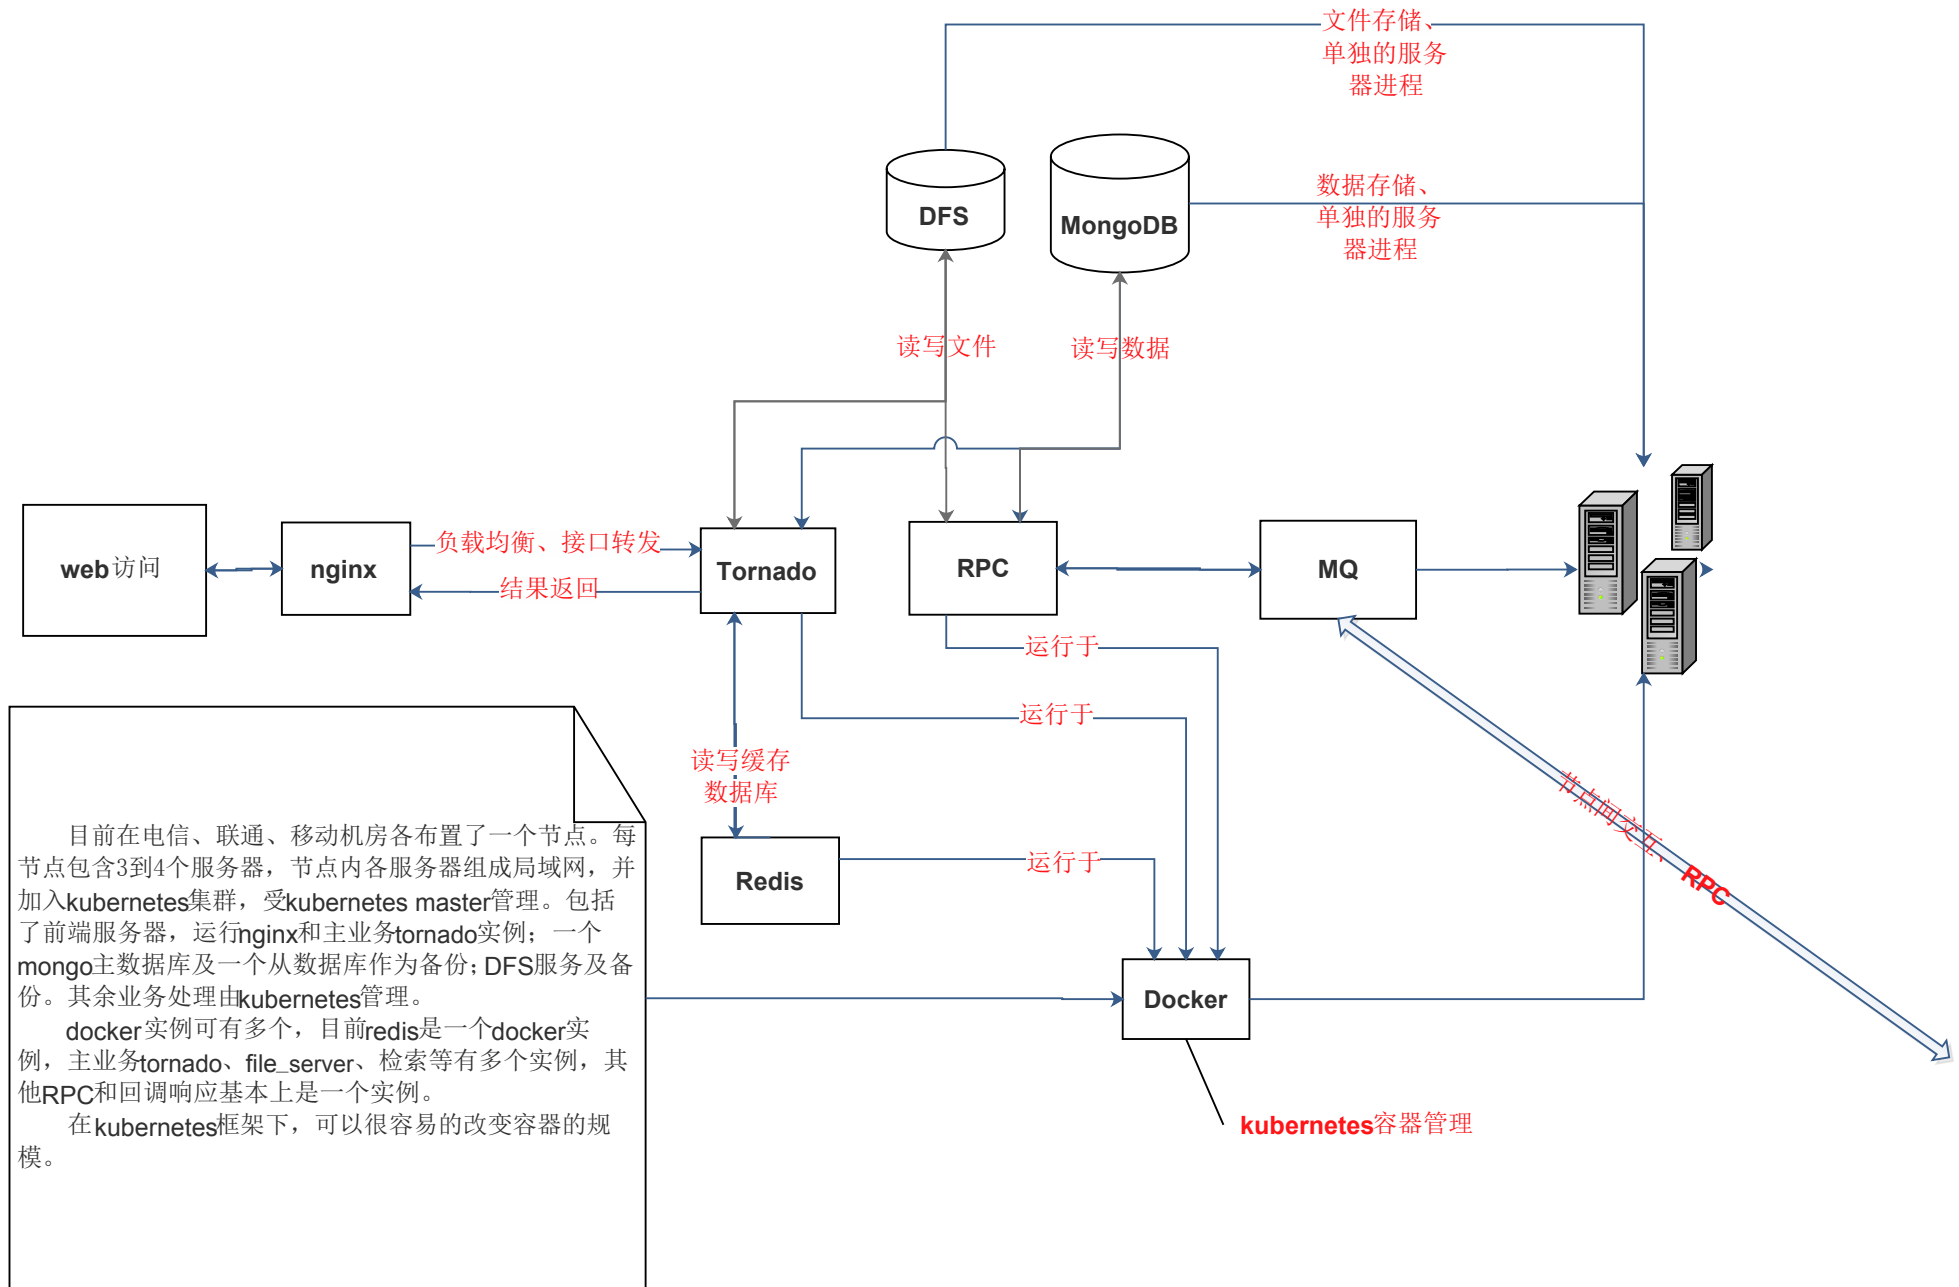 文件存储、
单独的服务
器进程
数据存储、
单独的服务
器进程
DFS
MongoDB
读写文件
读写数据
web访问
nginx
负载均衡、接口转发
结果返回
Tornado
RPC
MQ
运行于
运行于
读写缓存
数据库
Redis
运行于
节点间交互、
RPC
Docker
kubernetes容器管理
目前在电信、联通、移动机房各布置了一个节点。每
节点包含3到4个服务器，节点内各服务器组成局域网，并
加入kubernetes集群，受kubernetes master管理。包括
了前端服务器，运行nginx和主业务tornado实例；一个
mongo主数据库及一个从数据库作为备份；DFS服务及备
份。其余业务处理由kubernetes管理。
docker实例可有多个，目前redis是一个docker实
例，主业务tornado、file_server、检索等有多个实例，其
他RPC和回调响应基本上是一个实例。
在kubernetes框架下，可以很容易的改变容器的规
模。